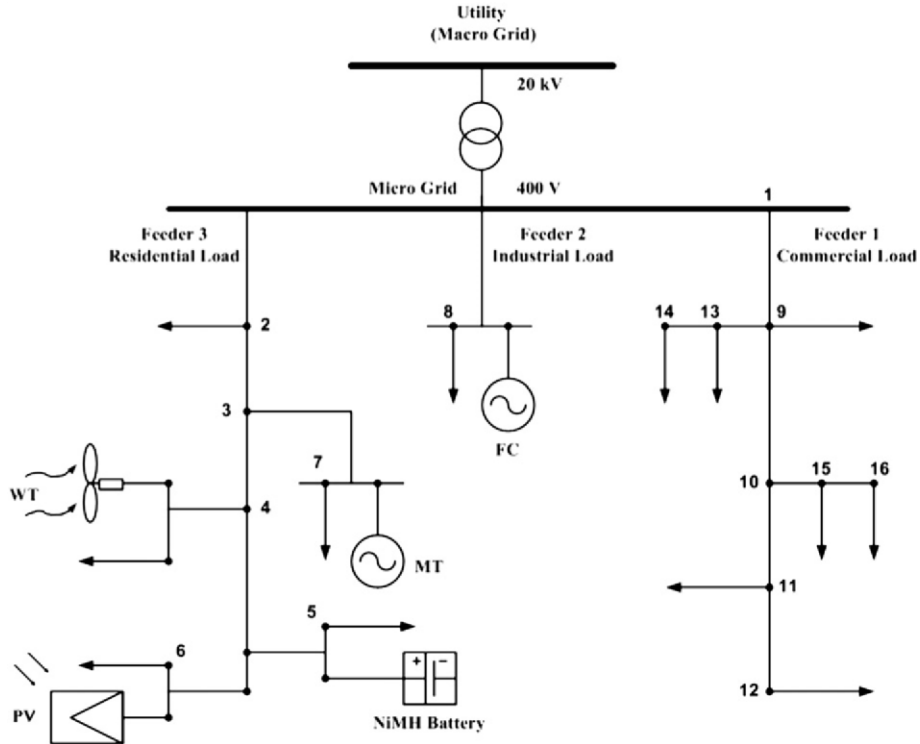 Utility
(Macro Grid)
20 kV
Micro Grid 400 V
1
Feeder 3
Residential Load
Feeder 2
Industrial Load
Feeder 1
Commercial Load
2
8
14 13 9
3
FC
7
WT
4
10 15 16
MT
5
11
6
+ -
PV
12
NiMH Battery